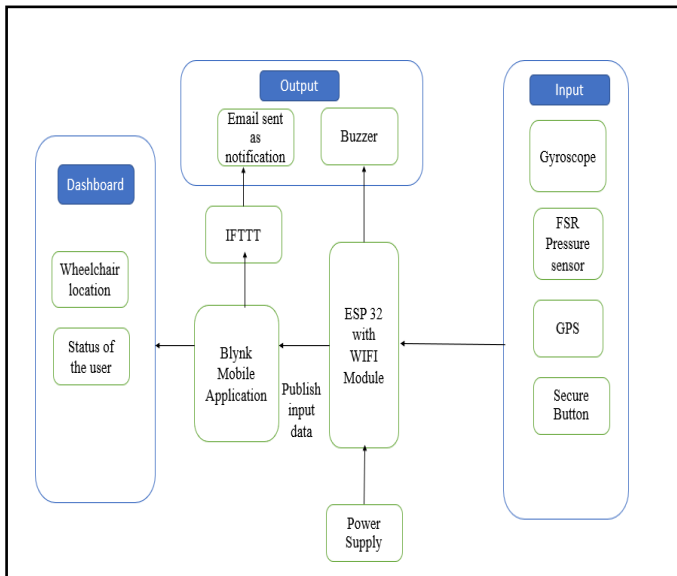 Output
Email sent
as
notification
Buzzer
Input
Gyroscope
FSR
Pressure
sensor
GPS
Secure
Button
Dashboard
Wheelchair
location
Status of
the user
IFTTT
Blynk
Mobile
Application
Publish
input
data
ESP 32
with
WIFI
Module
Power
Supply